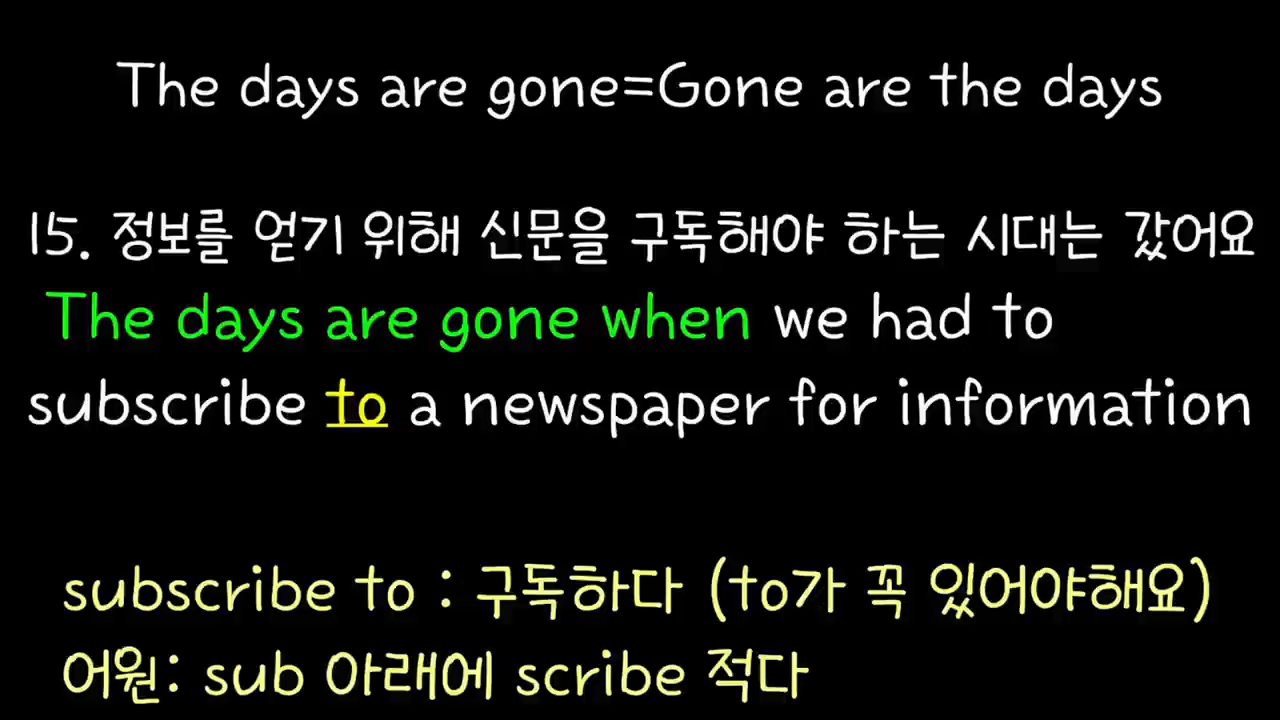 The days are gone=Gone are the days
15. 정보를 얻기 위해 신문을 구독해야 하는 시대는 갔어요
The days are gone when we had to
subscribe to a newspaper for information
subscribe to : 구독하다 (to가 꼭 있어야해요)
어원: sub 아래에 scribe 적다